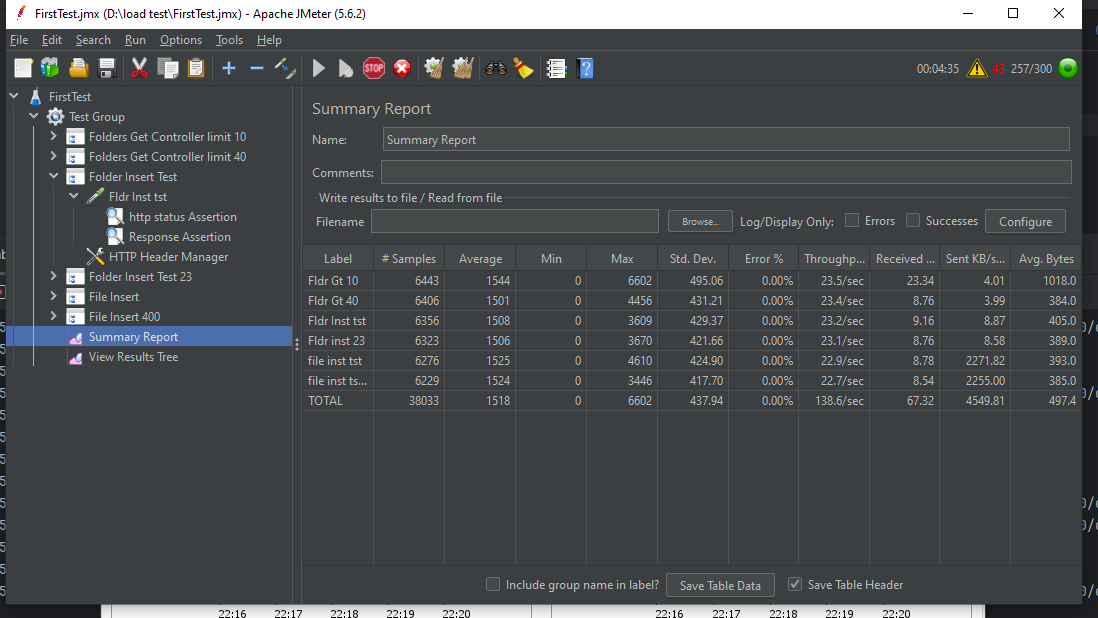 FirstTest.jmx (D:\load test\FirstTest.jmx) - Apache JMeter (5.6.2)
File Edit Search Run Options Tools Help
STOP 00:04:35 43 257/300
FirstTest
Test Group
Folders Get Controller limit 10
Folders Get Controller limit 40
Folder Insert Test
Fldr Inst tst
http status Assertion
Response Assertion
HTTP Header Manager
Folder Insert Test 23
File Insert
File Insert 400
Summary Report
View Results Tree
Summary Report
Name: Summary Report
Comments:
Write results to file / Read from file
Filename Browse... Log/Display Only: Errors Successes Configure
Label # Samples Average Min Max Std. Dev. Error % Throughp... Received ... Sent KB/s... Avg. Bytes
Fldr Gt 10 6443 1544 0 6602 495.06 0.00% 23.5/sec 23.34 4.01 1018.0
Fldr Gt 40 6406 1501 0 4456 431.21 0.00% 23.4/sec 8.76 3.99 384.0
Fldr Inst tst 6356 1508 0 3609 429.37 0.00% 23.2/sec 9.16 8.87 405.0
Fldr inst 23 6323 1506 0 3670 421.66 0.00% 23.1/sec 8.76 8.58 389.0
file inst tst 6276 1525 0 4610 424.90 0.00% 22.9/sec 8.78 2271.82 393.0
file inst ts... 6229 1524 0 3446 417.70 0.00% 22.7/sec 8.54 2255.00 385.0
TOTAL 38033 1518 0 6602 437.94 0.00% 138.6/sec 67.32 4549.81 497.4
Include group name in label? Save Table Data Save Table Header
22:16 22:17 22:18 22:19 22:20 22:16 22:17 22:18 22:19 22:20